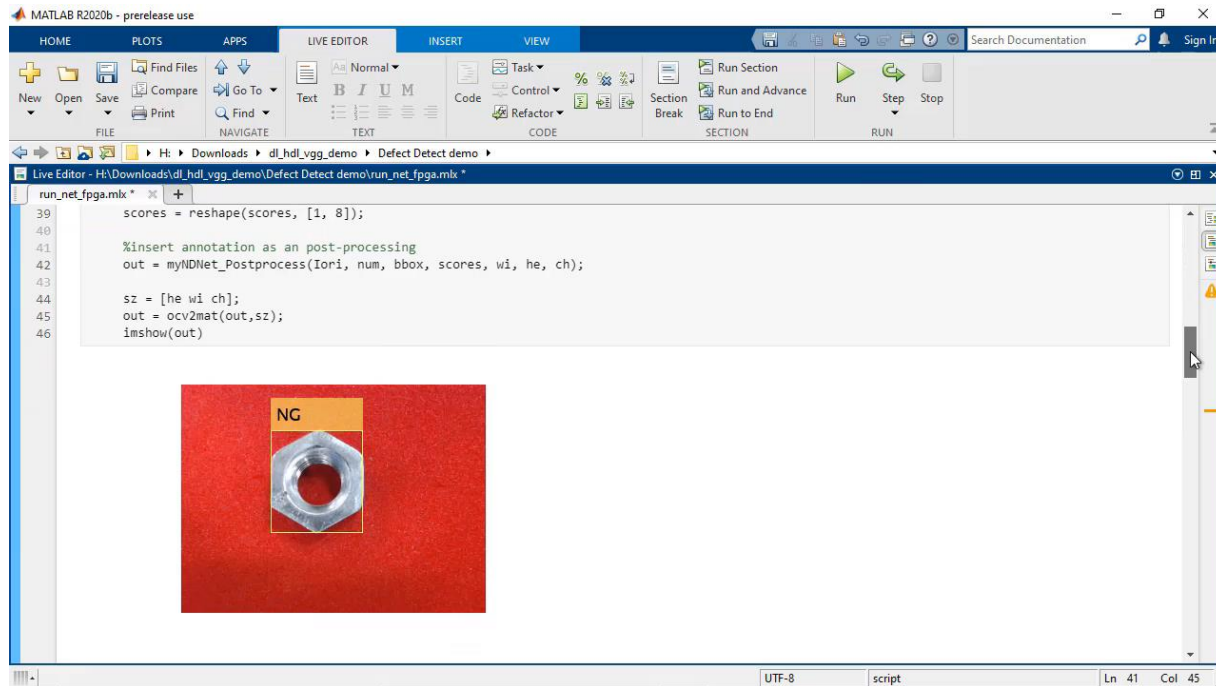 MATLAB R2020b - prerelease use
HOME PLOTS APPS LIVE EDITOR INSERT VIEW
Search Documentation
Sign In
New
Open
Save
Find Files
Compare
Print
FILE
Go To
Find
NAVIGATE
Text
Aa Normal
B I U M
TEXT
Code
Task
Control
Refactor
CODE
Section Break
Run Section
Run and Advance
Run to End
SECTION
Run
Step
Stop
RUN
H: Downloads dl_hdl_vgg_demo Defect Detect demo
Live Editor - H:\Downloads\dl_hdl_vgg_demo\Defect Detect demo\run_net_fpga.mlx *
run_net_fpga.mlx *
39 scores = reshape(scores, [1, 8]);
40
41 %insert annotation as an post-processing
42 out = myNDNet_Postprocess(Iori, num, bbox, scores, wi, he, ch);
43
44 sz = [he wi ch];
45 out = ocv2mat(out,sz);
46 imshow(out)
NG
UTF-8 script Ln 41 Col 45